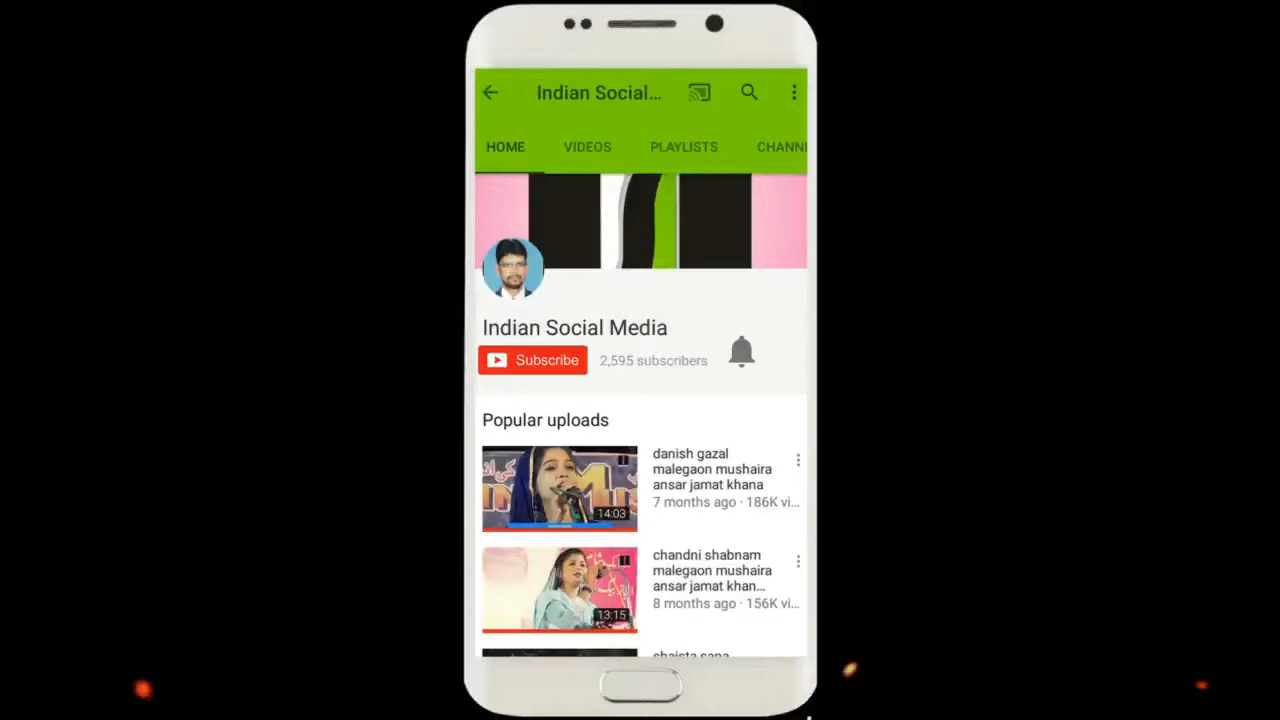 Indian Social...
HOME
VIDEOS
PLAYLISTS
CHANN
Indian Social Media
Subscribe
2,595 subscribers
Popular uploads
danish gazal
malegaon mushaira
ansar jamat khana
7 months ago · 186K vi...
14:03
chandni shabnam
malegaon mushaira
ansar jamat khan...
8 months ago · 156K vi...
13:15
shaista sana